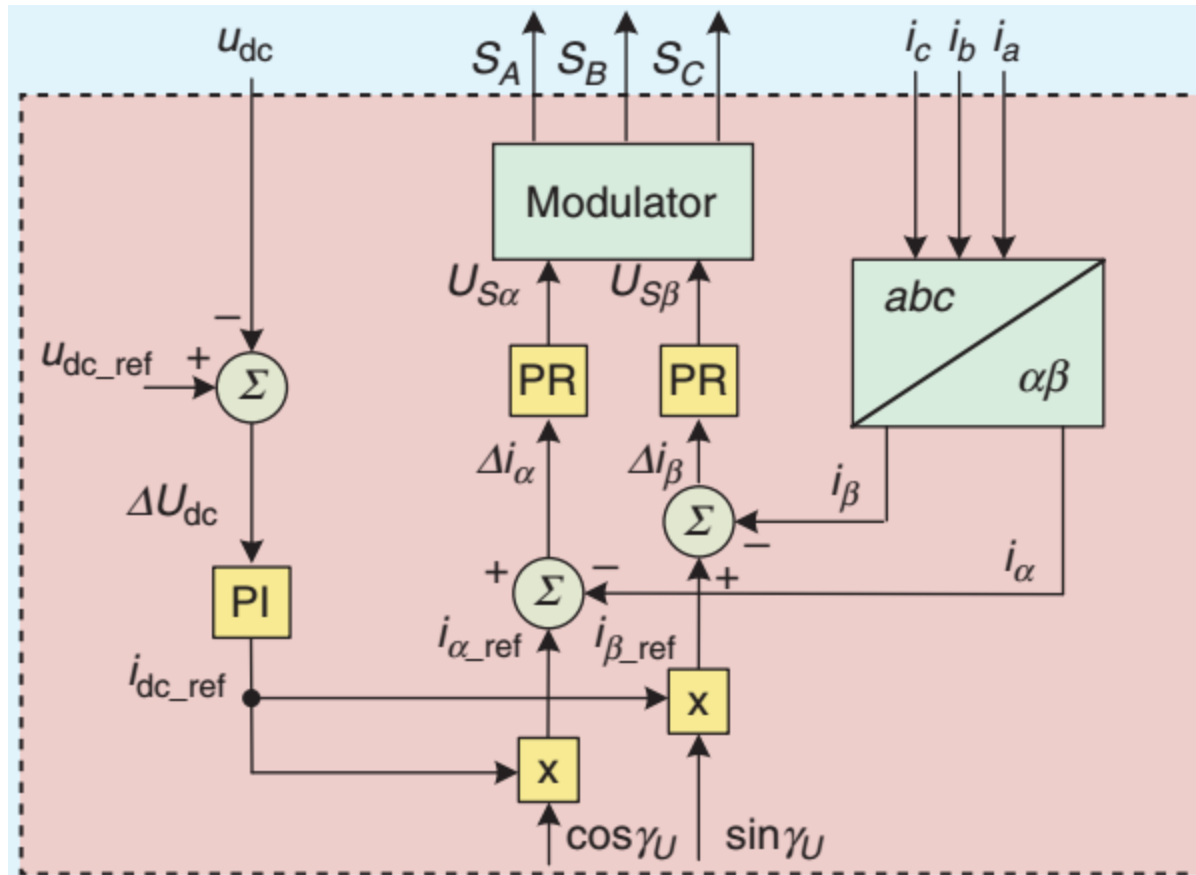 u_dc
S_A S_B S_C
i_c i_b i_a
Modulator
abc
αβ
U_Sα U_Sβ
−
u_dc_ref + Σ
PR PR
Δi_α Δi_β
ΔU_dc
i_β
Σ −
+
i_α
PI
+ Σ −
i_α_ref i_β_ref
i_dc_ref
x
x
cosγ_U sinγ_U